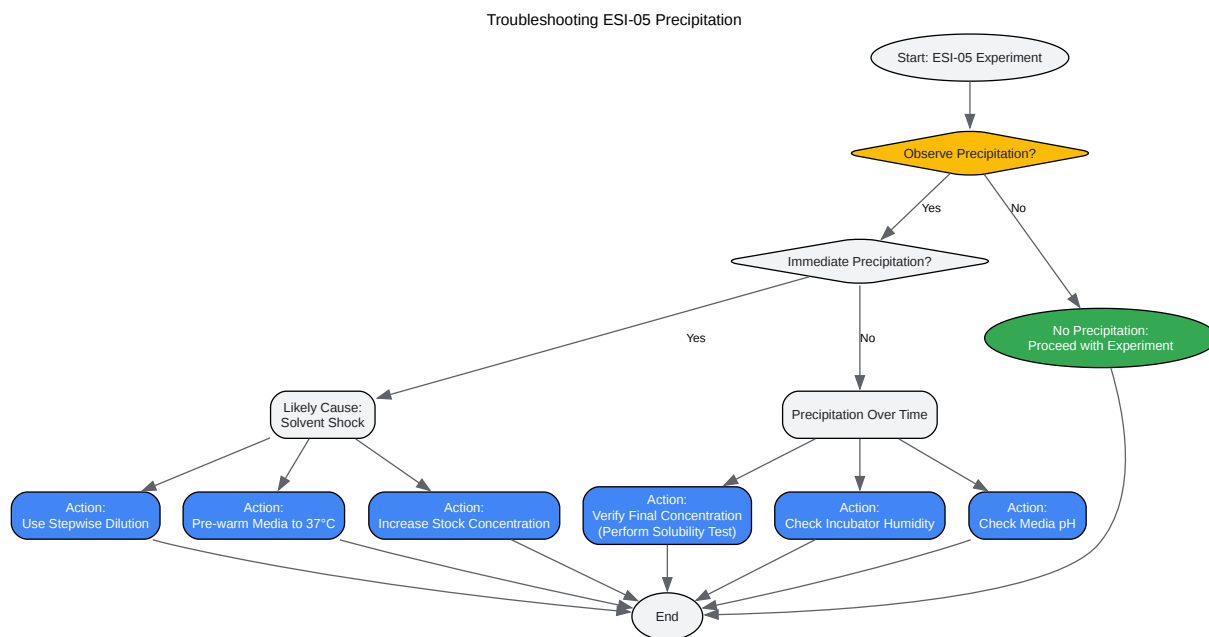 Troubleshooting ESI-05 Precipitation
Start: ESI-05 Experiment
Observe Precipitation?
Yes
No
Immediate Precipitation?
No Precipitation:
Proceed with Experiment
Yes
No
Likely Cause:
Solvent Shock
Precipitation Over Time
Action:
Use Stepwise Dilution
Action:
Pre-warm Media to 37°C
Action:
Increase Stock Concentration
Action:
Verify Final Concentration
(Perform Solubility Test)
Action:
Check Incubator Humidity
Action:
Check Media pH
End